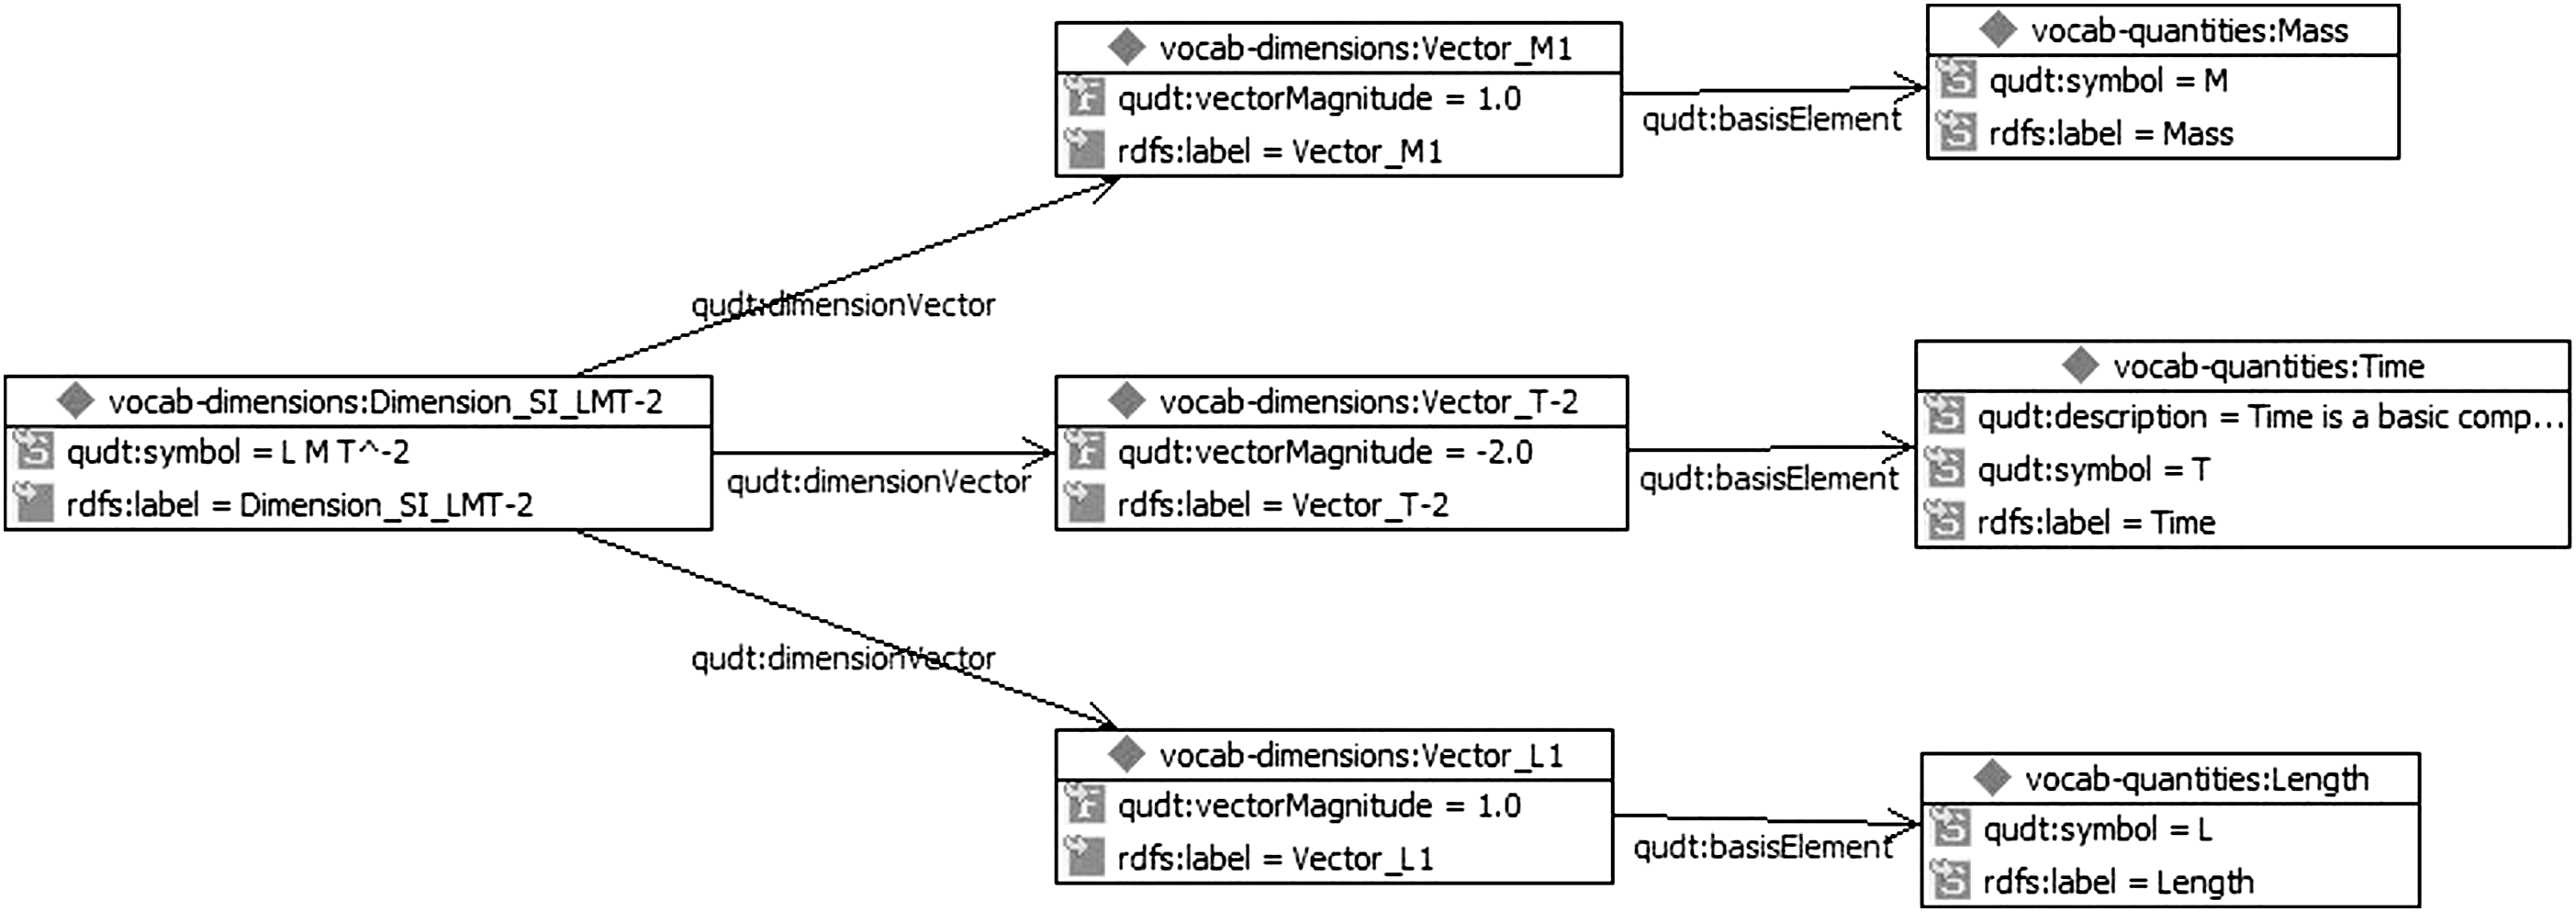 vocab-dimensions:Vector_M1
qudt:vectorMagnitude = 1.0
rdfs:label = Vector_M1
qudt:basisElement
vocab-quantities:Mass
qudt:symbol = M
rdfs:label = Mass
qudt:dimensionVector
vocab-dimensions:Dimension_SI_LMT-2
qudt:symbol = L M T^-2
rdfs:label = Dimension_SI_LMT-2
qudt:dimensionVector
vocab-dimensions:Vector_T-2
qudt:vectorMagnitude = -2.0
rdfs:label = Vector_T-2
qudt:basisElement
vocab-quantities:Time
qudt:description = Time is a basic comp...
qudt:symbol = T
rdfs:label = Time
qudt:dimensionVector
vocab-dimensions:Vector_L1
qudt:vectorMagnitude = 1.0
rdfs:label = Vector_L1
qudt:basisElement
vocab-quantities:Length
qudt:symbol = L
rdfs:label = Length